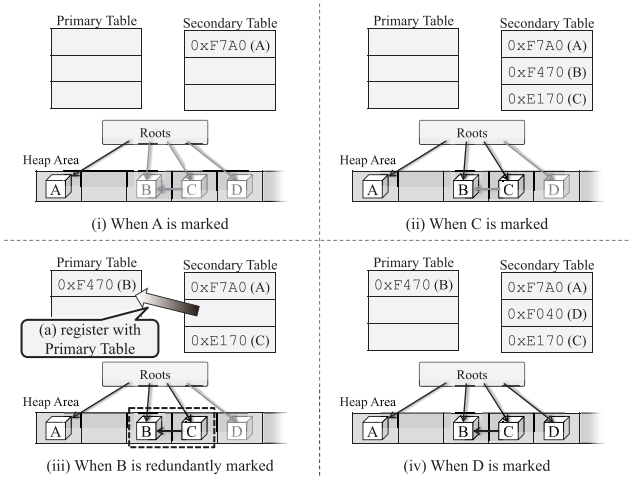 Primary Table
Secondary Table
0xF7A0 (A)
Roots
Heap Area
A
B
C
D
(i) When A is marked
Primary Table
Secondary Table
0xF7A0 (A)
0xF470 (B)
0xE170 (C)
Roots
Heap Area
A
B
C
D
(ii) When C is marked
Primary Table
Secondary Table
0xF470 (B)
0xF7A0 (A)
0xE170 (C)
(a) register with
Primary Table
Roots
Heap Area
A
B
C
D
(iii) When B is redundantly marked
Primary Table
Secondary Table
0xF470 (B)
0xF7A0 (A)
0xF040 (D)
0xE170 (C)
Roots
Heap Area
A
B
C
D
(iv) When D is marked